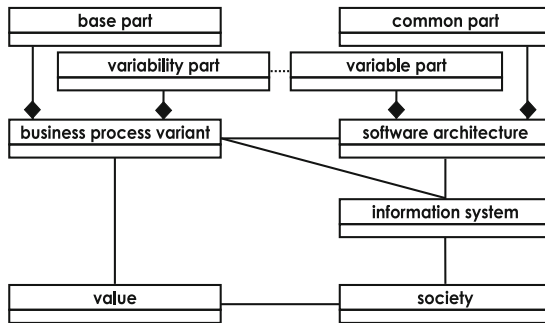 base part
common part
variability part
variable part
business process variant
software architecture
information system
value
society